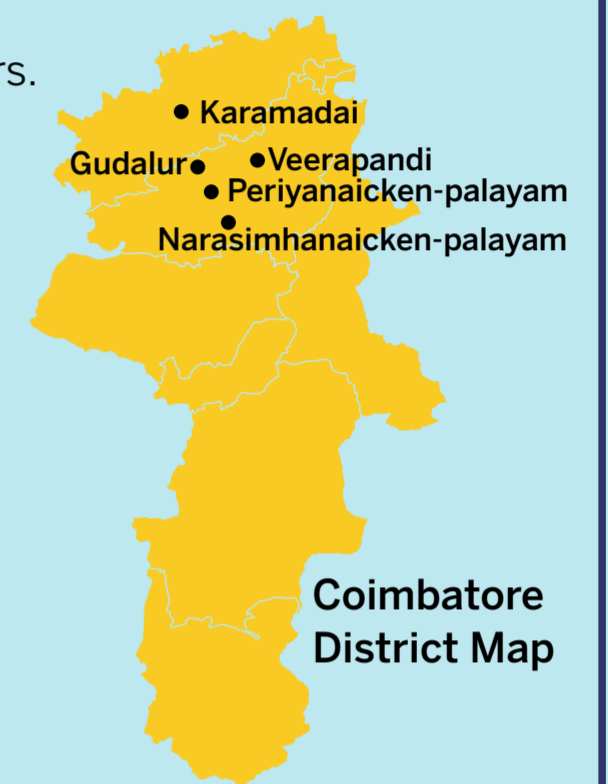 rs.
Karamadai
Gudalur
Veerapandi
Periyanaicken-palayam
Narasimhanaicken-palayam
Coimbatore
District Map